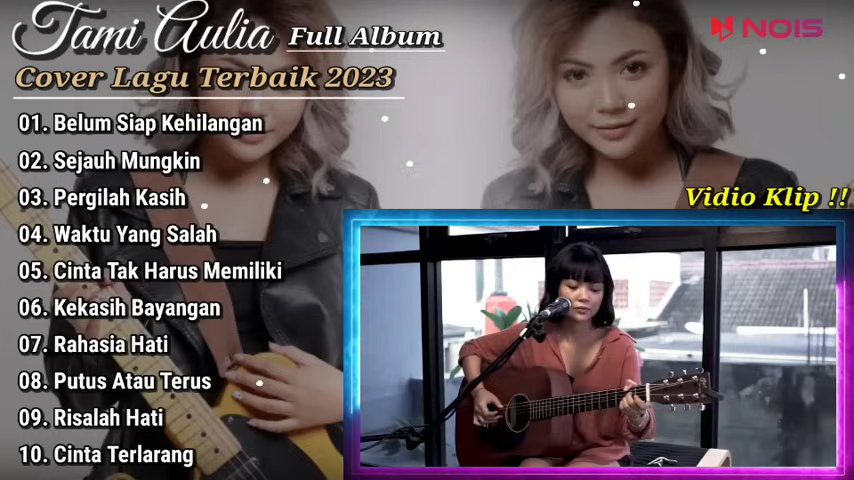 Tami Aulia Full Album
NOIS
Cover Lagu Terbaik 2023
01. Belum Siap Kehilangan
02. Sejauh Mungkin
03. Pergilah Kasih
04. Waktu Yang Salah
05. Cinta Tak Harus Memiliki
06. Kekasih Bayangan
07. Rahasia Hati
08. Putus Atau Terus
09. Risalah Hati
10. Cinta Terlarang
Vidio Klip !!